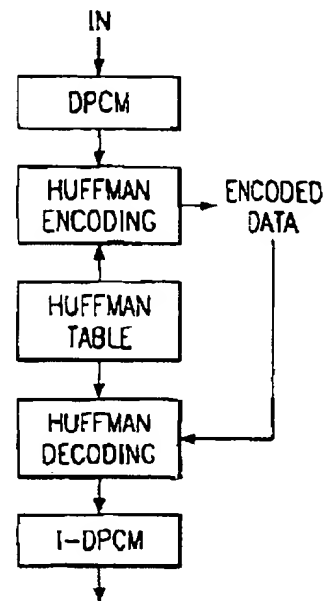 IN
DPCM
HUFFMAN
ENCODING
ENCODED
DATA
HUFFMAN
TABLE
HUFFMAN
DECODING
I-DPCM